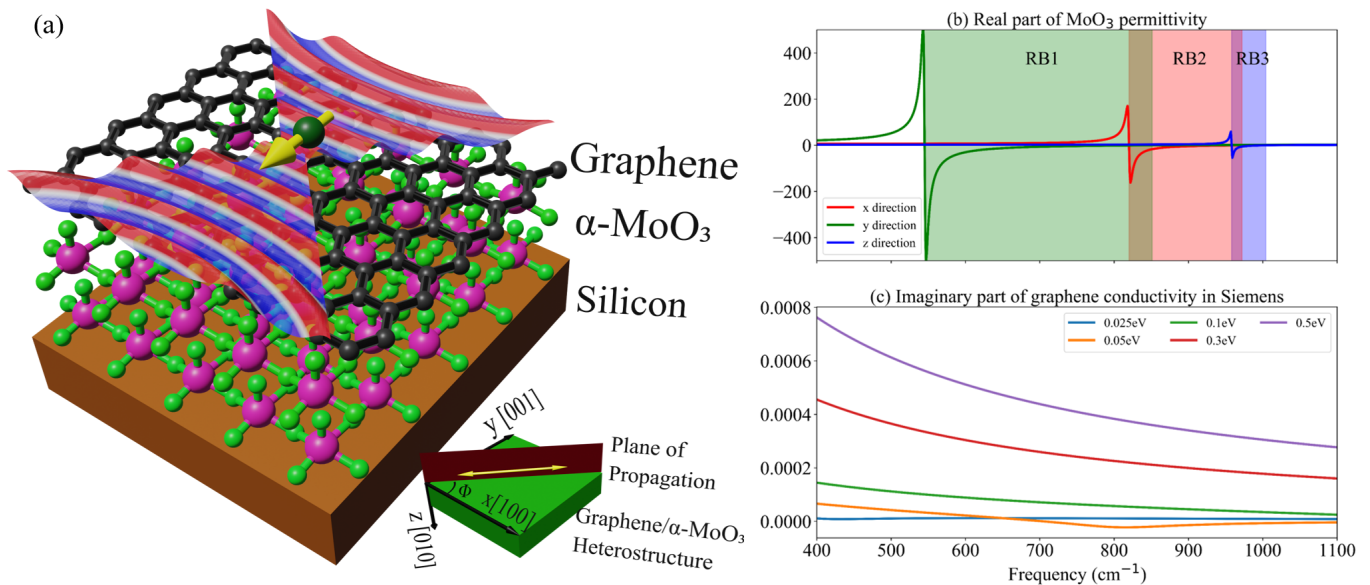 (a)
Graphene
α-MoO₃
Silicon
y [001]
Plane of
Propagation
Φ
x[100]
z [010]
Graphene/α-MoO₃
Heterostructure
(b) Real part of MoO₃ permittivity
400
200
0
−200
−400
RB1
RB2
RB3
x direction
y direction
z direction
(c) Imaginary part of graphene conductivity in Siemens
0.0008
0.0006
0.0004
0.0002
0.0000
0.025eV
0.05eV
0.1eV
0.3eV
0.5eV
400 500 600 700 800 900 1000 1100
Frequency (cm⁻¹)